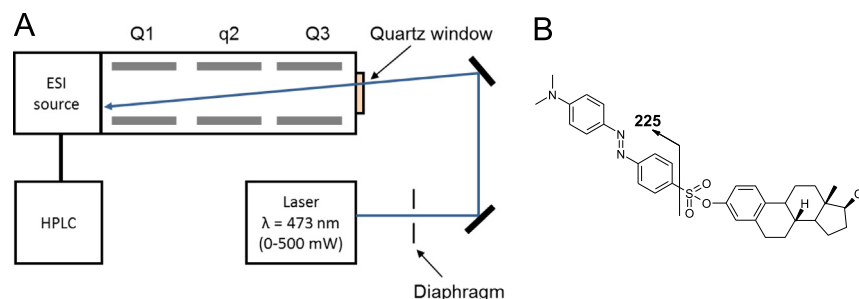 A
B
Q1
q2
Q3
Quartz window
ESI
source
HPLC
Laser
λ = 473 nm
(0-500 mW)
Diaphragm
N
N
N
225
S
O
O
O
H